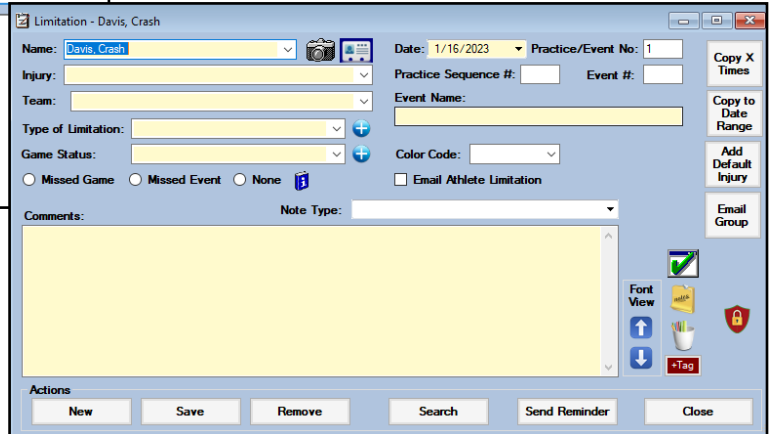 Limitation - Davis, Crash
Name: Davis, Crash
Date: 1/16/2023 Practice/Event No: 1
Copy X Times
Injury:
Practice Sequence #: Event #:
Team:
Event Name:
Copy to Date Range
Type of Limitation:
Game Status:
Color Code:
Add Default Injury
Missed Game Missed Event None
Email Athlete Limitation
Comments:
Note Type:
Email Group
Font View
+Tag
Actions
New Save Remove Search Send Reminder Close